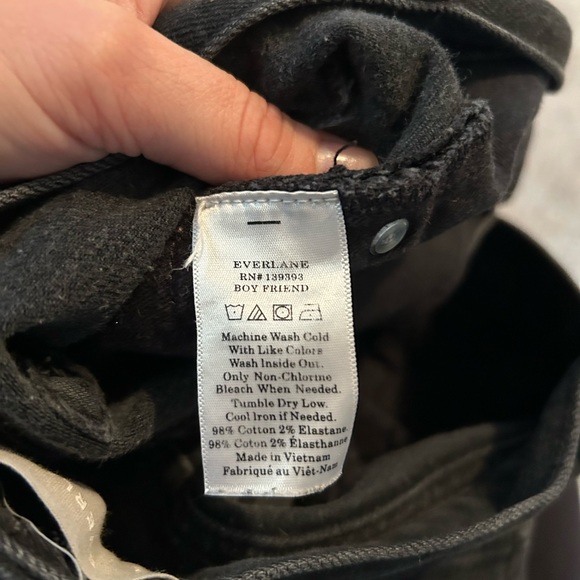 EVERLANE
RN# 139393
BOY FRIEND
Machine Wash Cold
With Like Colors
Wash Inside Out.
Only Non-Chlorine
Bleach When Needed.
Tumble Dry Low.
Cool Iron if Needed.
98% Cotton 2% Elastane
98% Coton 2% Élasthanne
Made in Vietnam
Fabriqué au Viêt-Nam